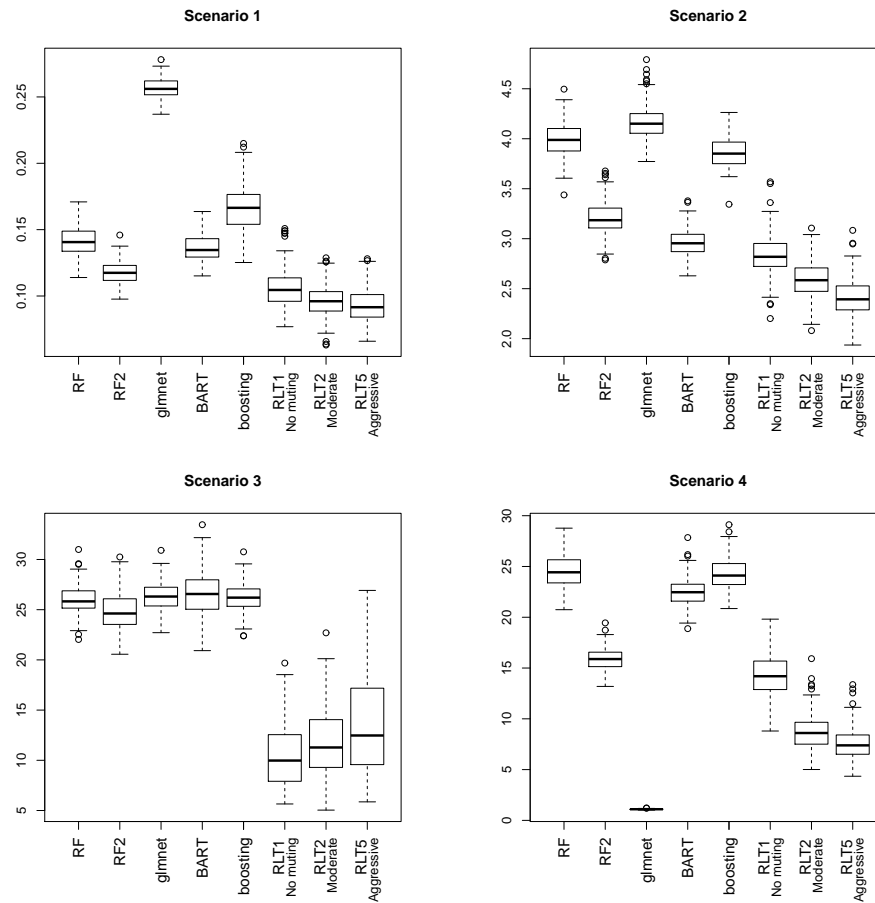 Scenario 1
0.25
0.20
0.15
0.10
RF
RF2
glmnet
BART
boosting
RLT1
No muting
RLT2
Moderate
RLT5
Aggressive
Scenario 2
4.5
4.0
3.5
3.0
2.5
2.0
RF
RF2
glmnet
BART
boosting
RLT1
No muting
RLT2
Moderate
RLT5
Aggressive
Scenario 3
30
25
20
15
10
5
RF
RF2
glmnet
BART
boosting
RLT1
No muting
RLT2
Moderate
RLT5
Aggressive
Scenario 4
30
25
20
15
10
5
0
RF
RF2
glmnet
BART
boosting
RLT1
No muting
RLT2
Moderate
RLT5
Aggressive